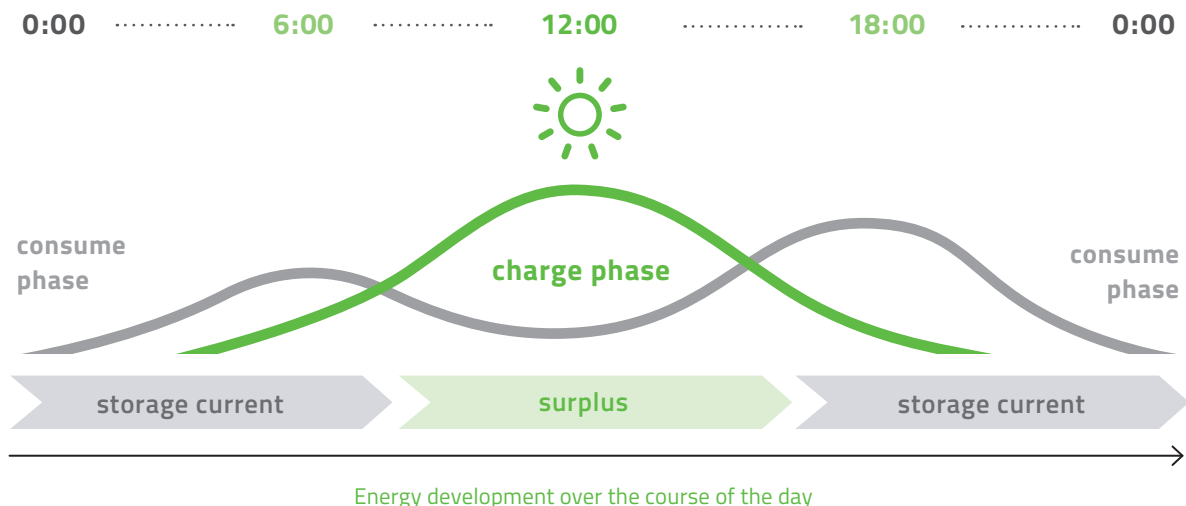 0:00 6:00 12:00 18:00 0:00
consume
phase
charge phase
consume
phase
storage current
surplus
storage current
Energy development over the course of the day